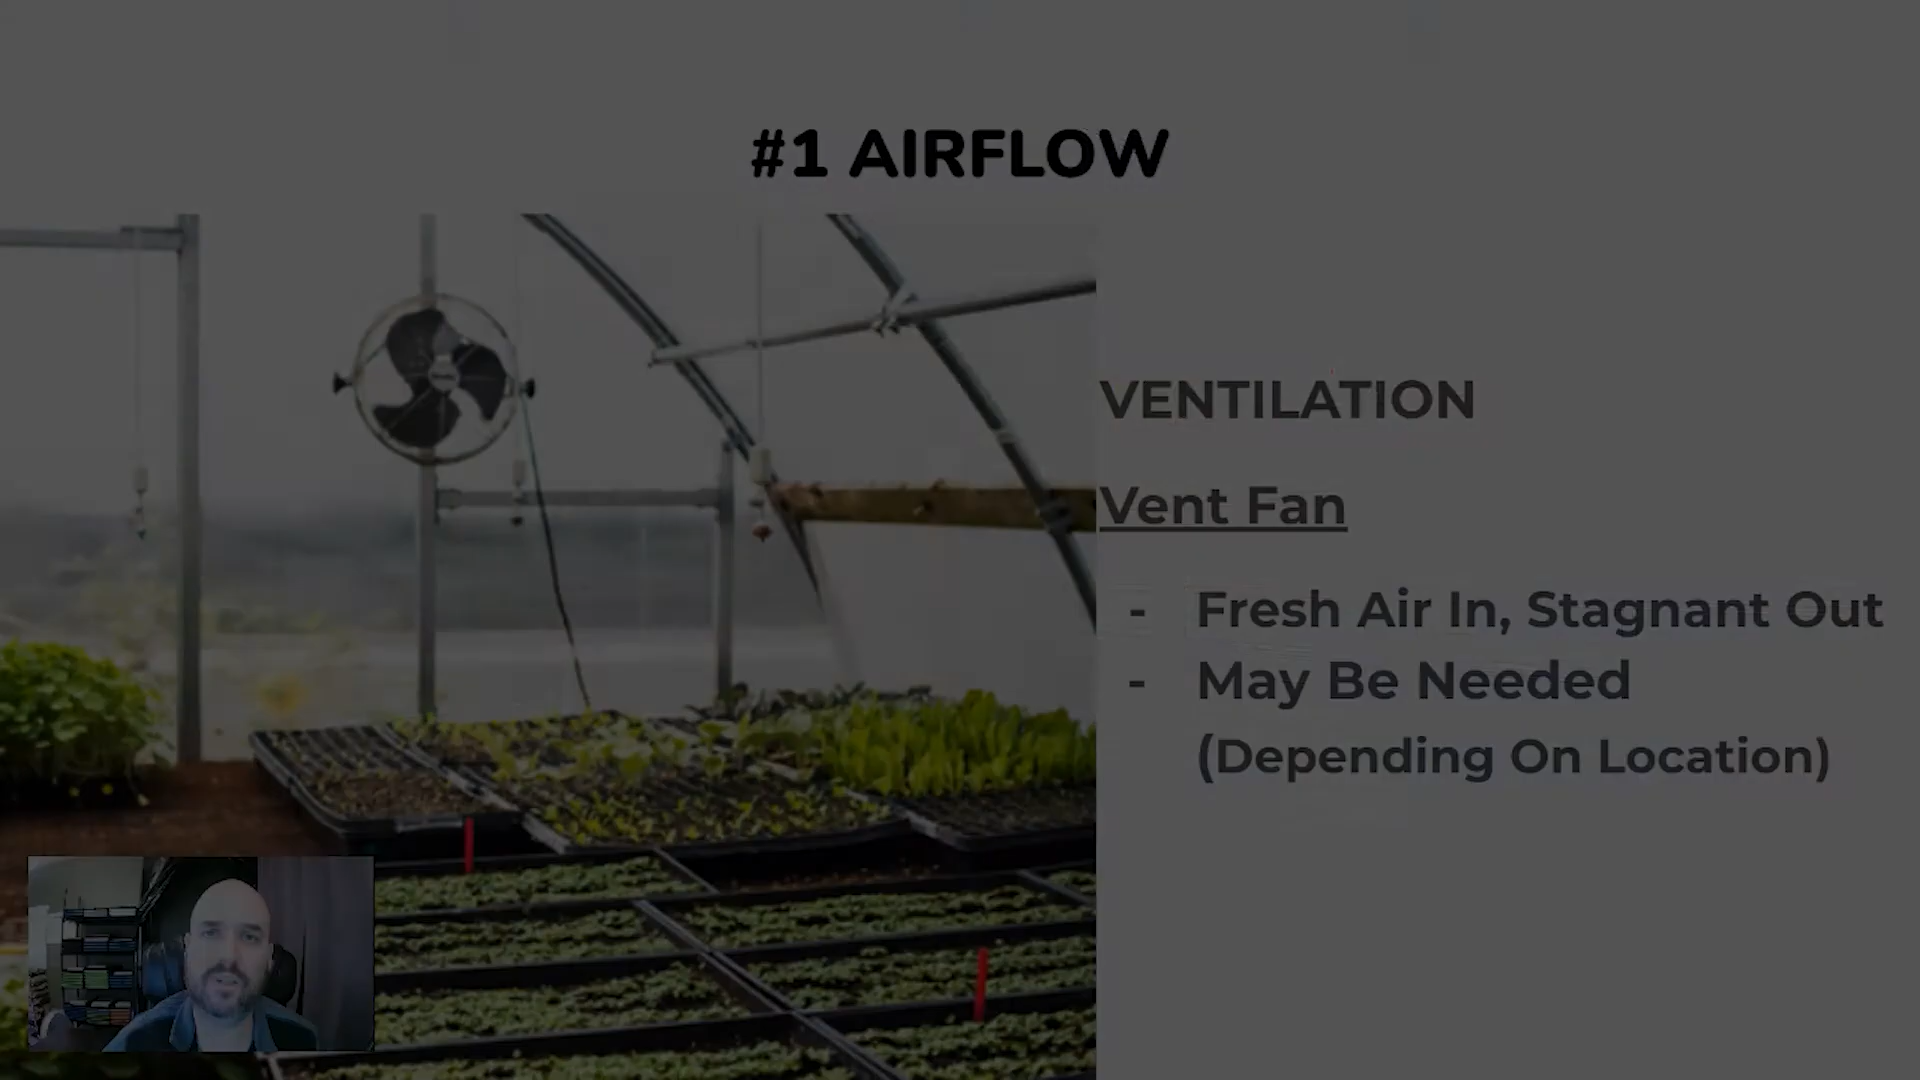 #1 AIRFLOW
VENTILATION
Vent Fan
- Fresh Air In, Stagnant Out
- May Be Needed
(Depending On Location)